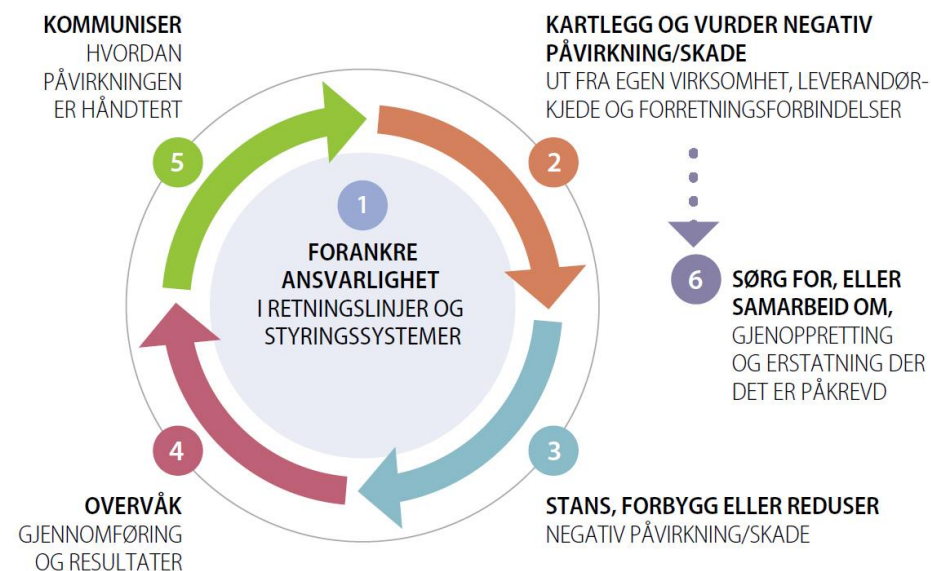 KOMMUNISER
HVORDAN
PÅVIRKNINGEN
ER HÅNDTERT
5
KARTLEGG OG VURDER NEGATIV
PÅVIRKNING/SKADE
UT FRA EGEN VIRKSOMHET, LEVERANDØR-
KJEDE OG FORRETNINGSFORBINDELSER
2
1
FORANKRE
ANSVARLIGHET
I RETNINGSLINJER OG
STYRINGSSYSTEMER
6
SØRG FOR, ELLER
SAMARBEID OM,
GJENOPPRETTING
OG ERSTATNING DER
DET ER PÅKREVD
4
OVERVÅK
GJENNOMFØRING
OG RESULTATER
3
STANS, FORBYGG ELLER REDUSER
NEGATIV PÅVIRKNING/SKADE